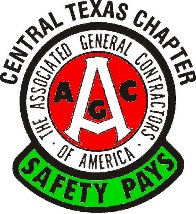 CENTRAL TEXAS CHAPTER
THE ASSOCIATED GENERAL CONTRACTORS
· OF AMERICA ·
AGC
SAFETY PAYS